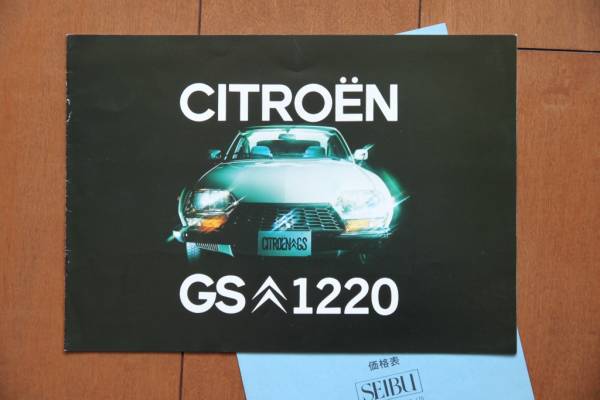 CITROËN
CITROËN GS
GS 1220
価格表
SEIBU